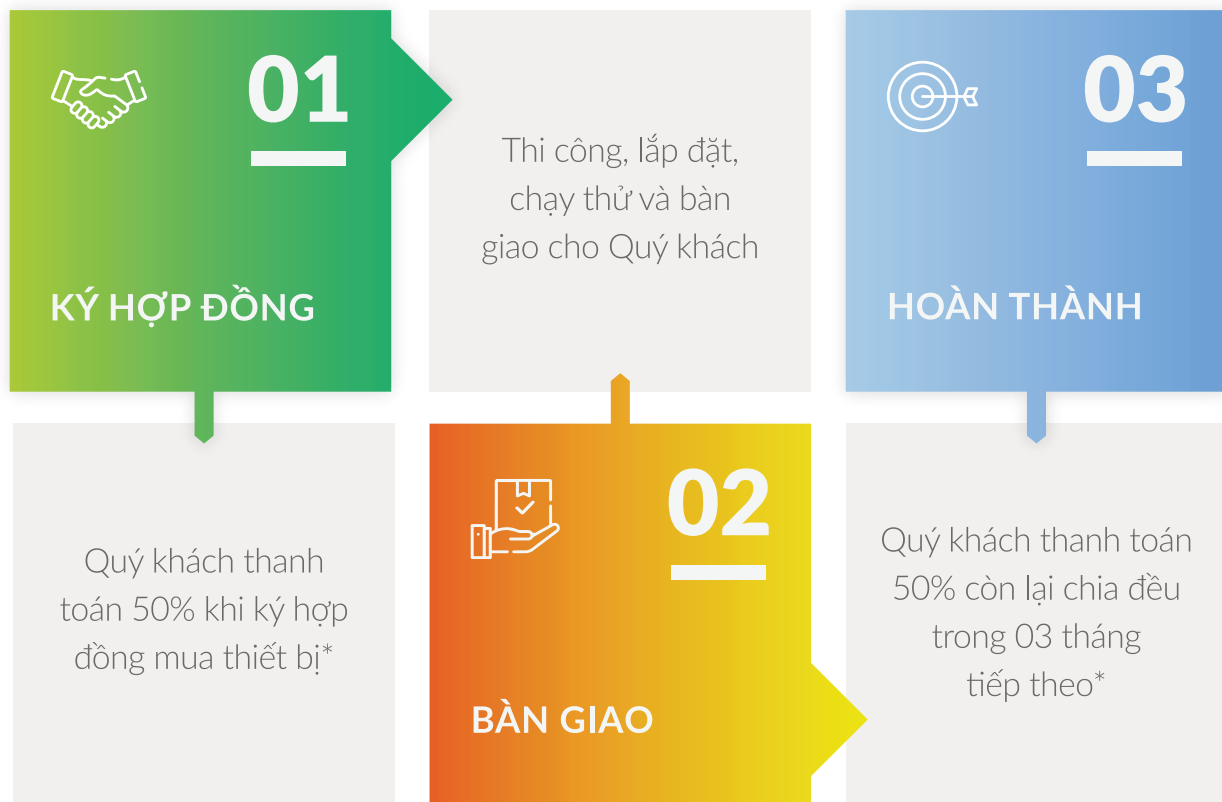 01
KÝ HỢP ĐỒNG
Quý khách thanh
toán 50% khi ký hợp
đồng mua thiết bị*
Thi công, lắp đặt,
chạy thử và bàn
giao cho Quý khách
02
BÀN GIAO
03
HOÀN THÀNH
Quý khách thanh toán
50% còn lại chia đều
trong 03 tháng
tiếp theo*